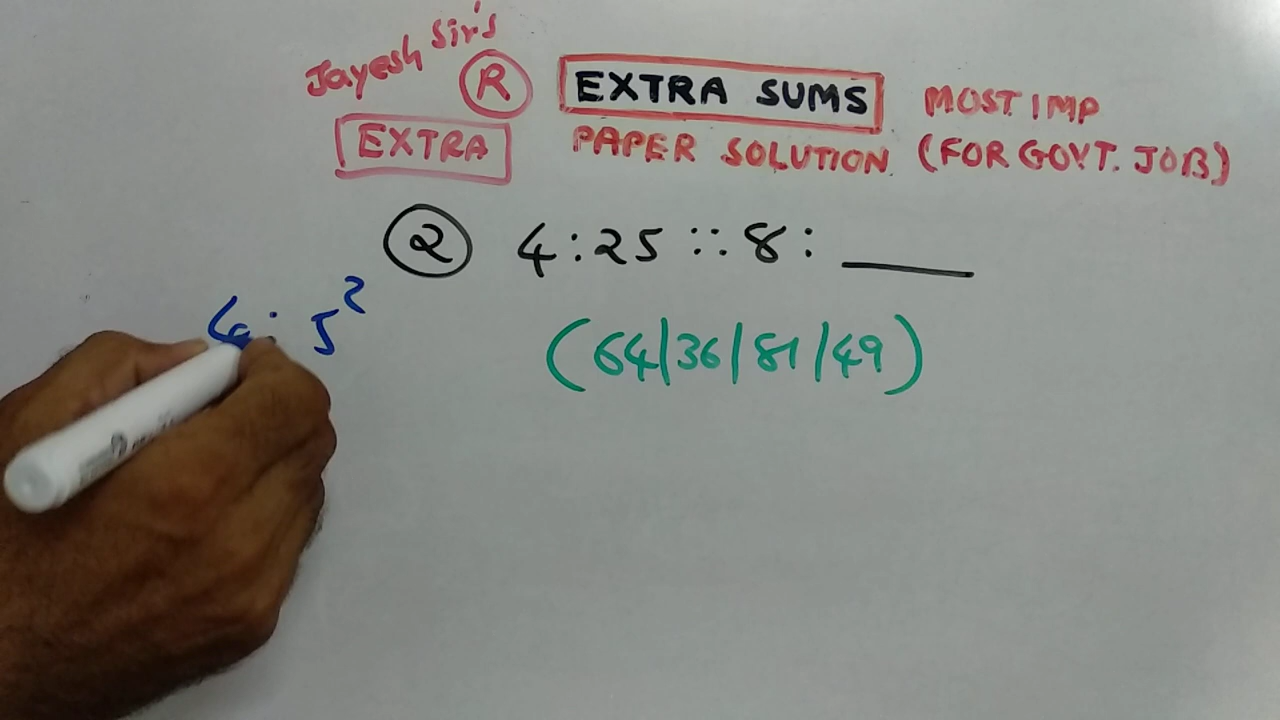 Jayesh Sir's
R EXTRA SUMS MOST IMP
EXTRA PAPER SOLUTION (FOR GOVT. JOB)
2 4 : 25 :: 8 : ____
4 : 5²
(64/36/81/49)